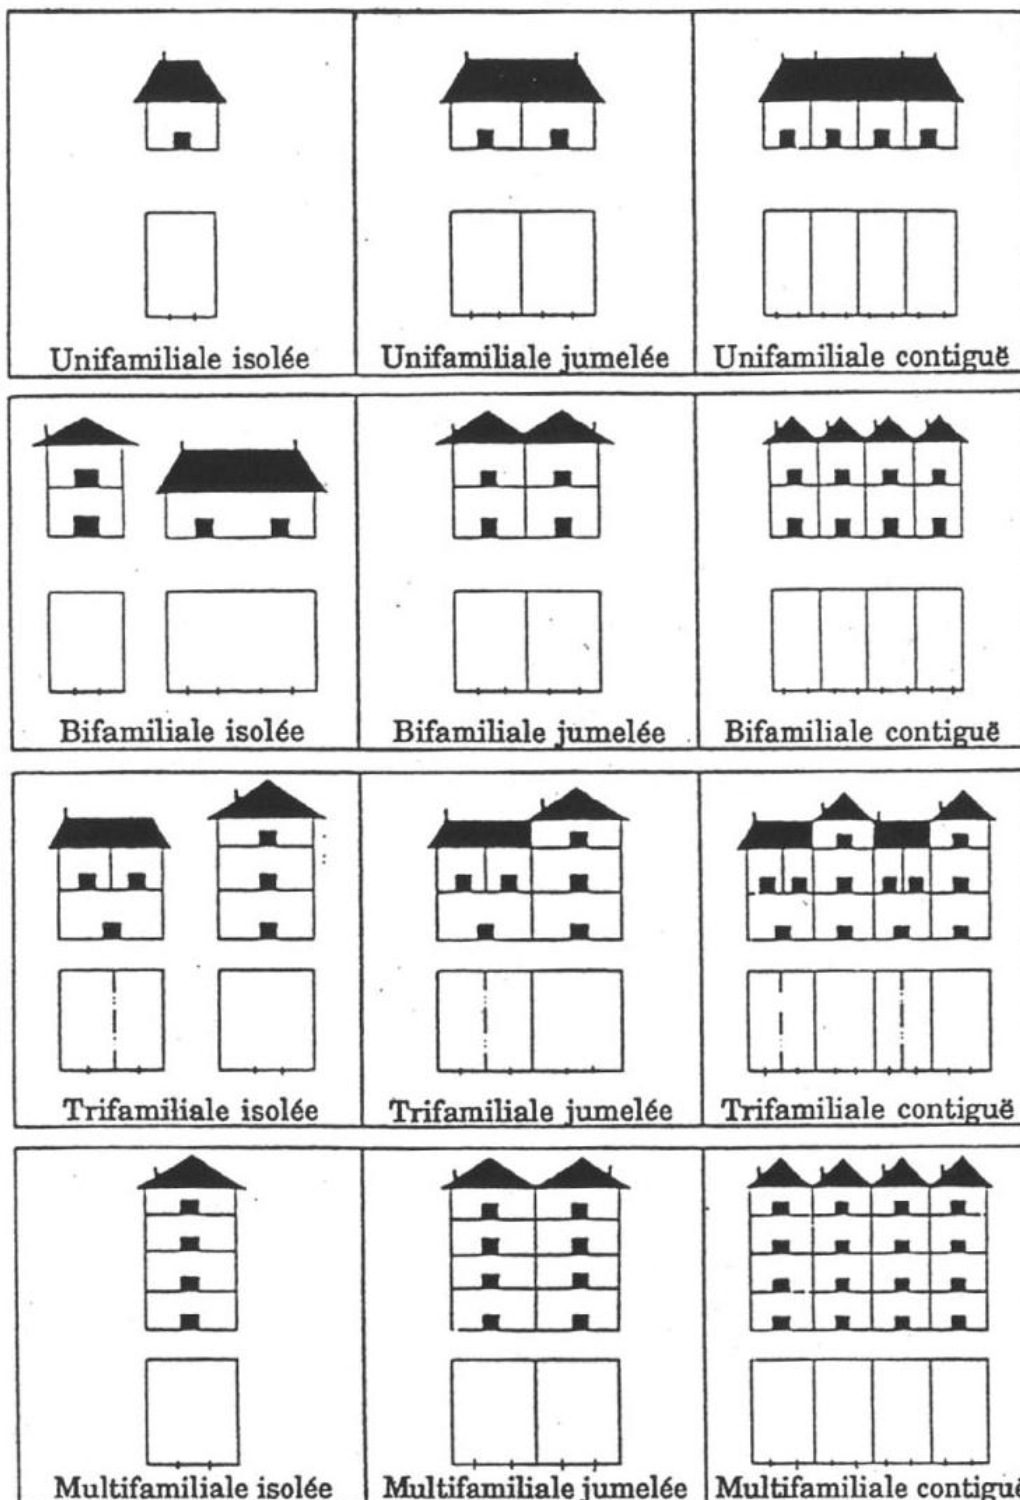 Unifamiliale isolée
Unifamiliale jumelée
Unifamiliale contiguë
Bifamiliale isolée
Bifamiliale jumelée
Bifamiliale contiguë
Trifamiliale isolée
Trifamiliale jumelée
Trifamiliale contiguë
Multifamiliale isolée
Multifamiliale jumelée
Multifamiliale contiguë